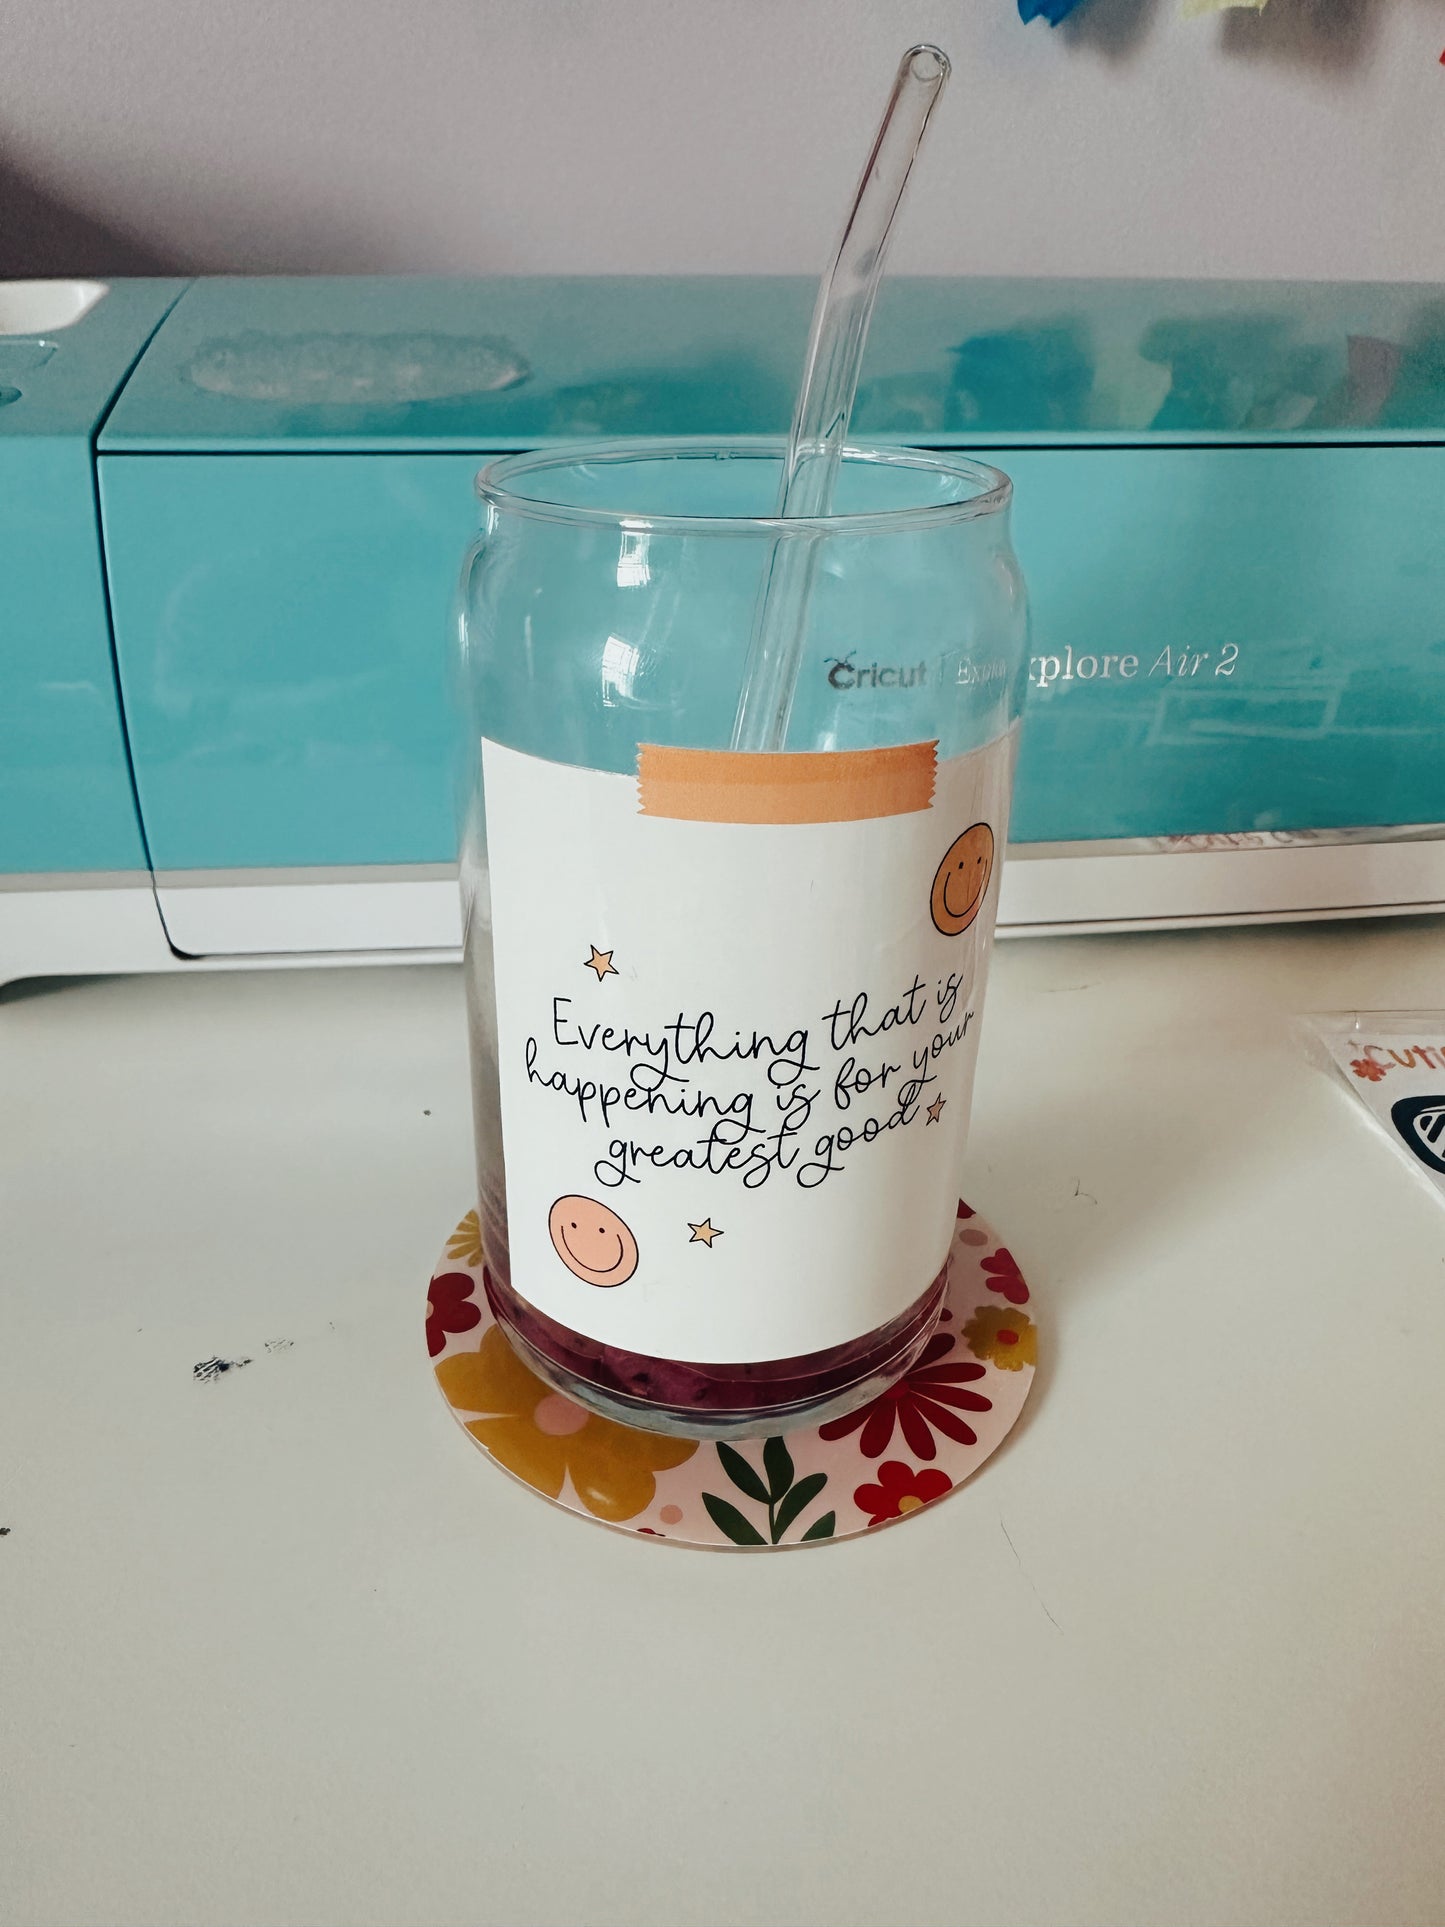 Cricut Explore Air 2
Everything that is
happening is for your
greatest good